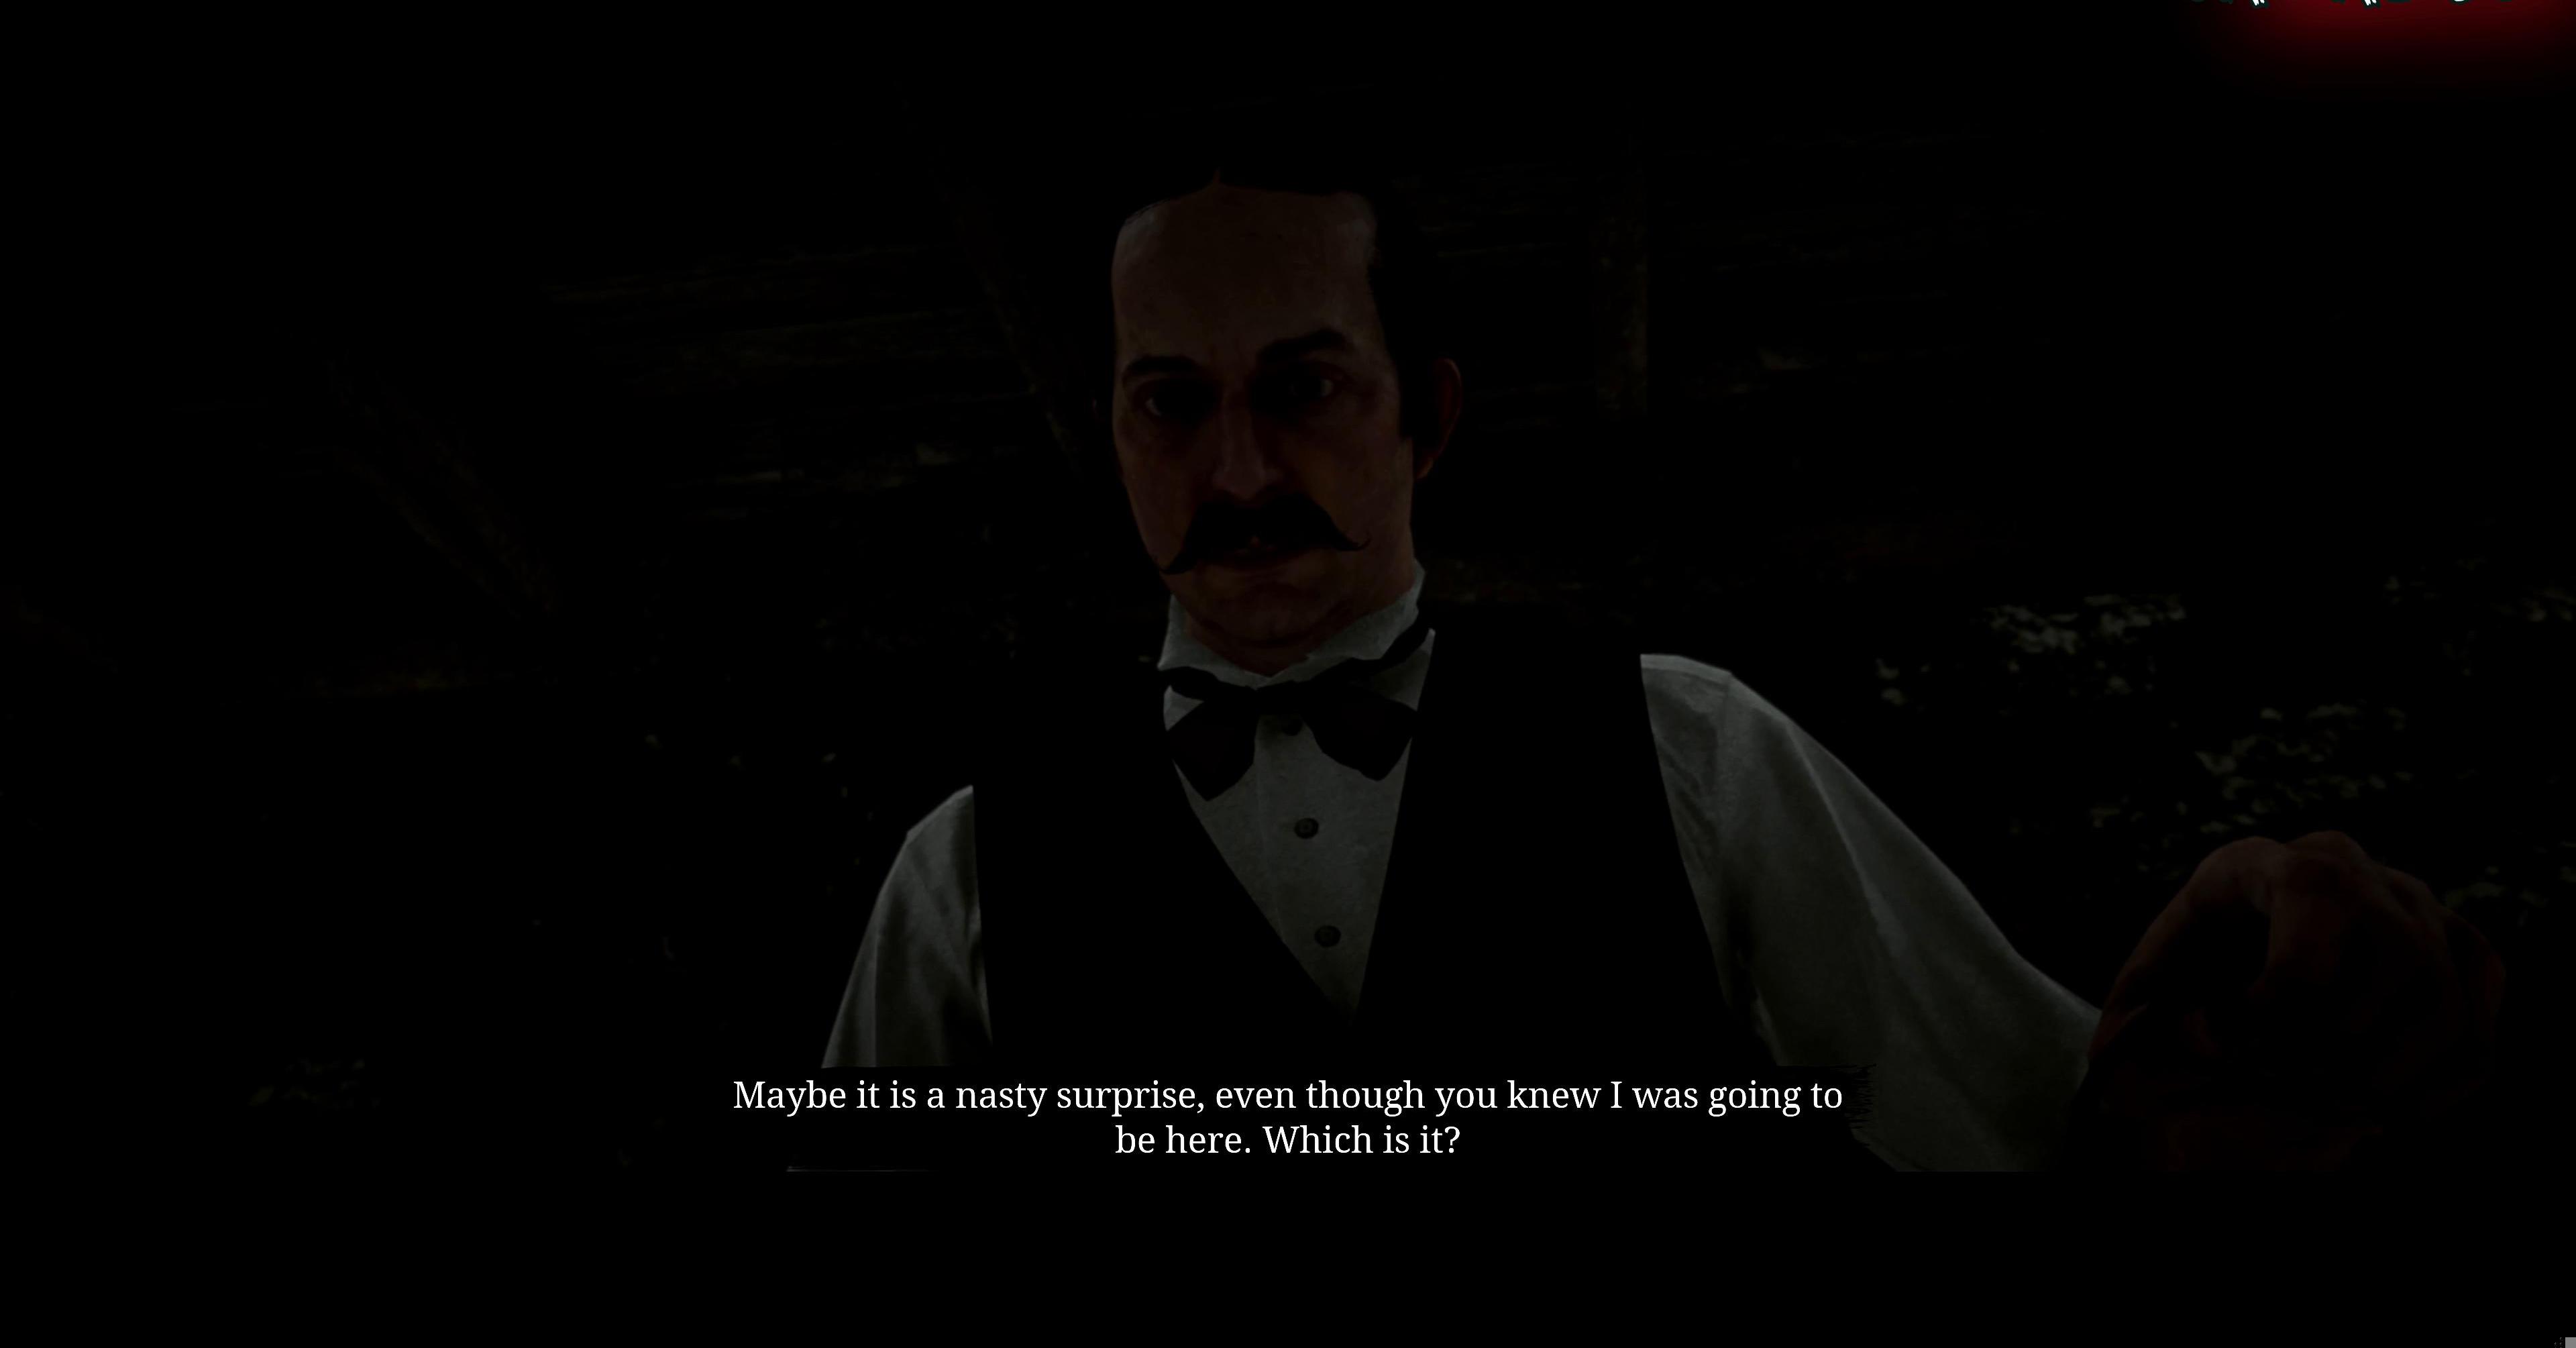 Maybe it is a nasty surprise, even though you knew I was going to
be here. Which is it?